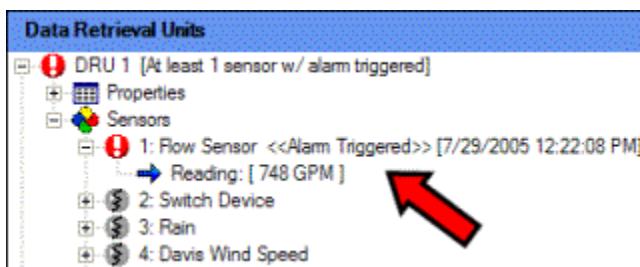 Data Retrieval Units
DRU 1 [At least 1 sensor w/ alarm triggered]
Properties
Sensors
1: Flow Sensor <<Alarm Triggered>> [7/29/2005 12:22:08 PM]
Reading: [ 748 GPM ]
2: Switch Device
3: Rain
4: Davis Wind Speed